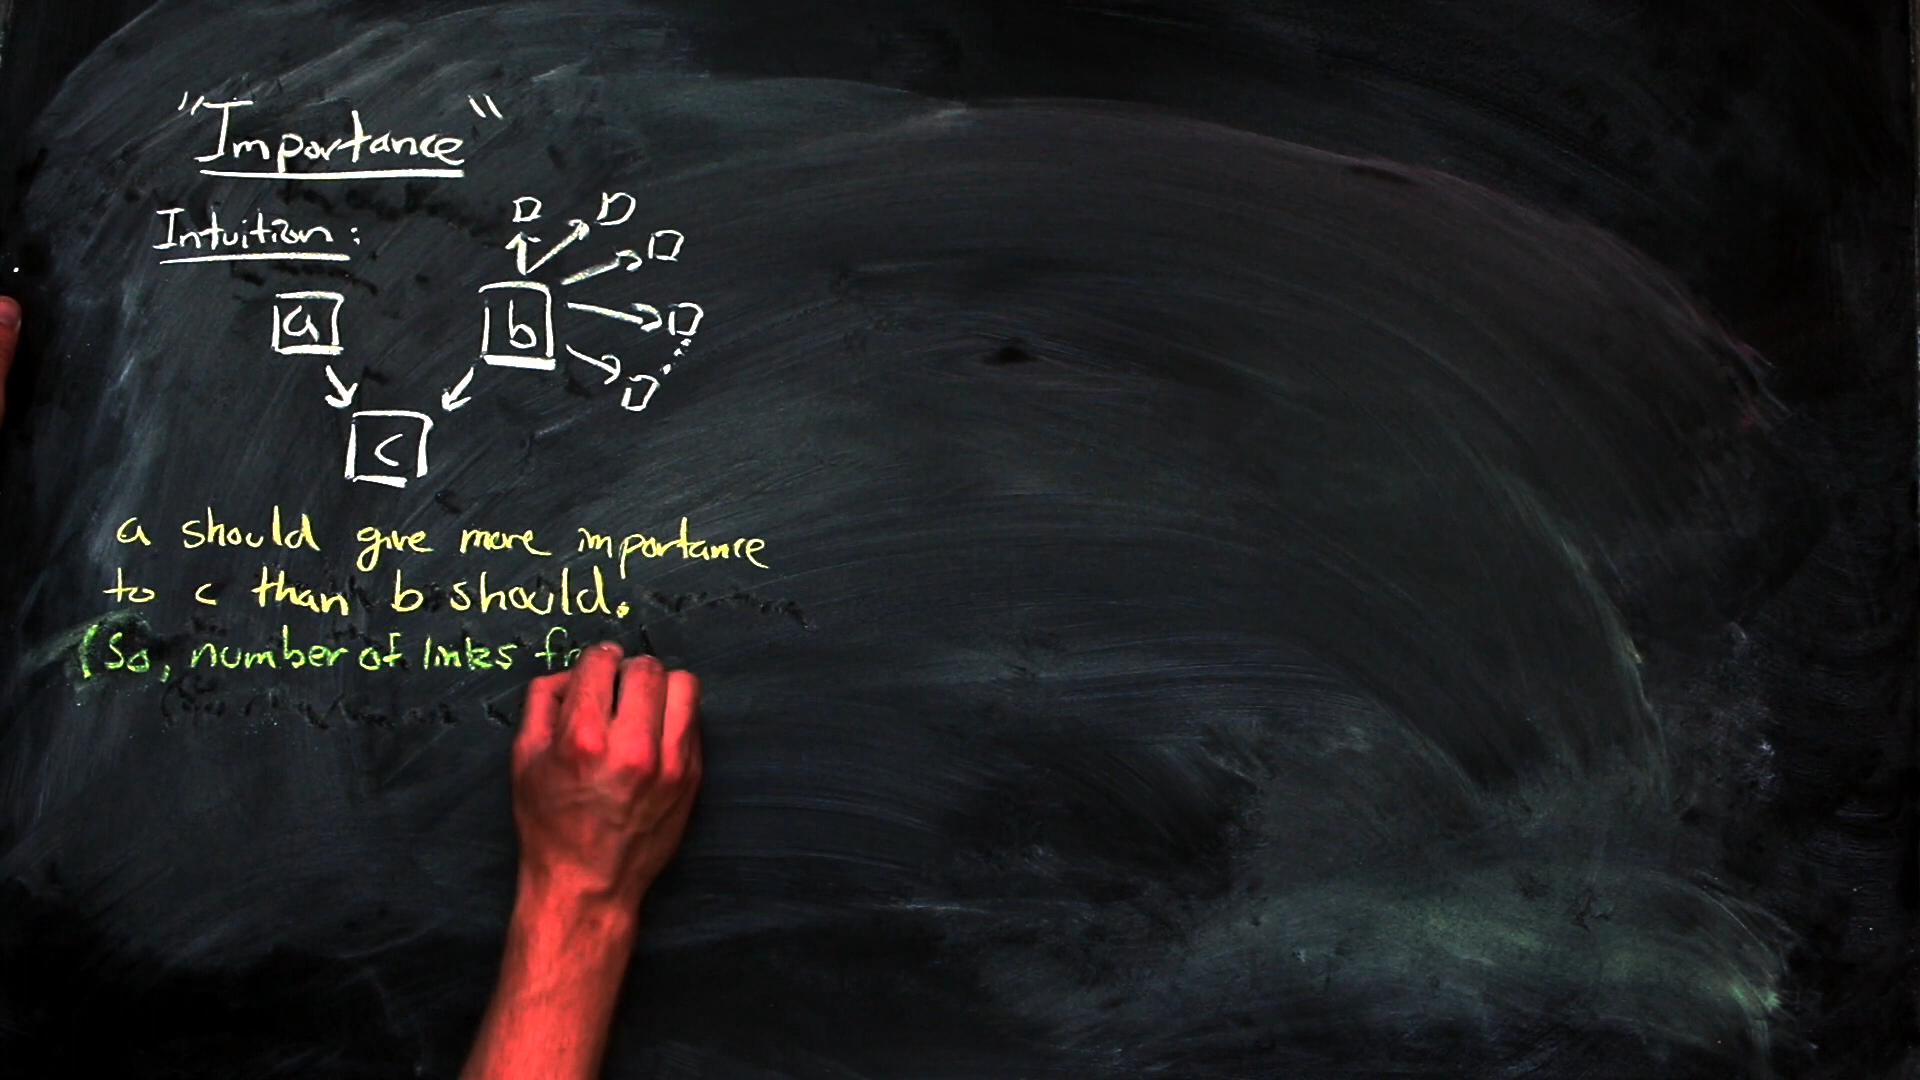 "Importance"
Intuition:
a
b
c
a should give more importance
to c than b should.
(So, number of links